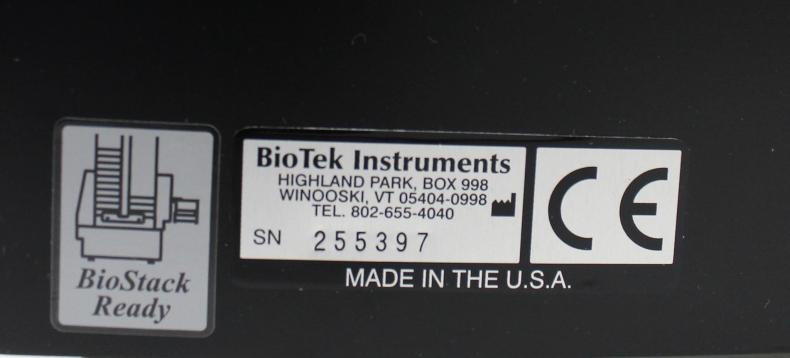 BioStack
Ready
BioTek Instruments
HIGHLAND PARK, BOX 998
WINOOSKI, VT 05404-0998
TEL. 802-655-4040
SN 255397
CE
MADE IN THE U.S.A.